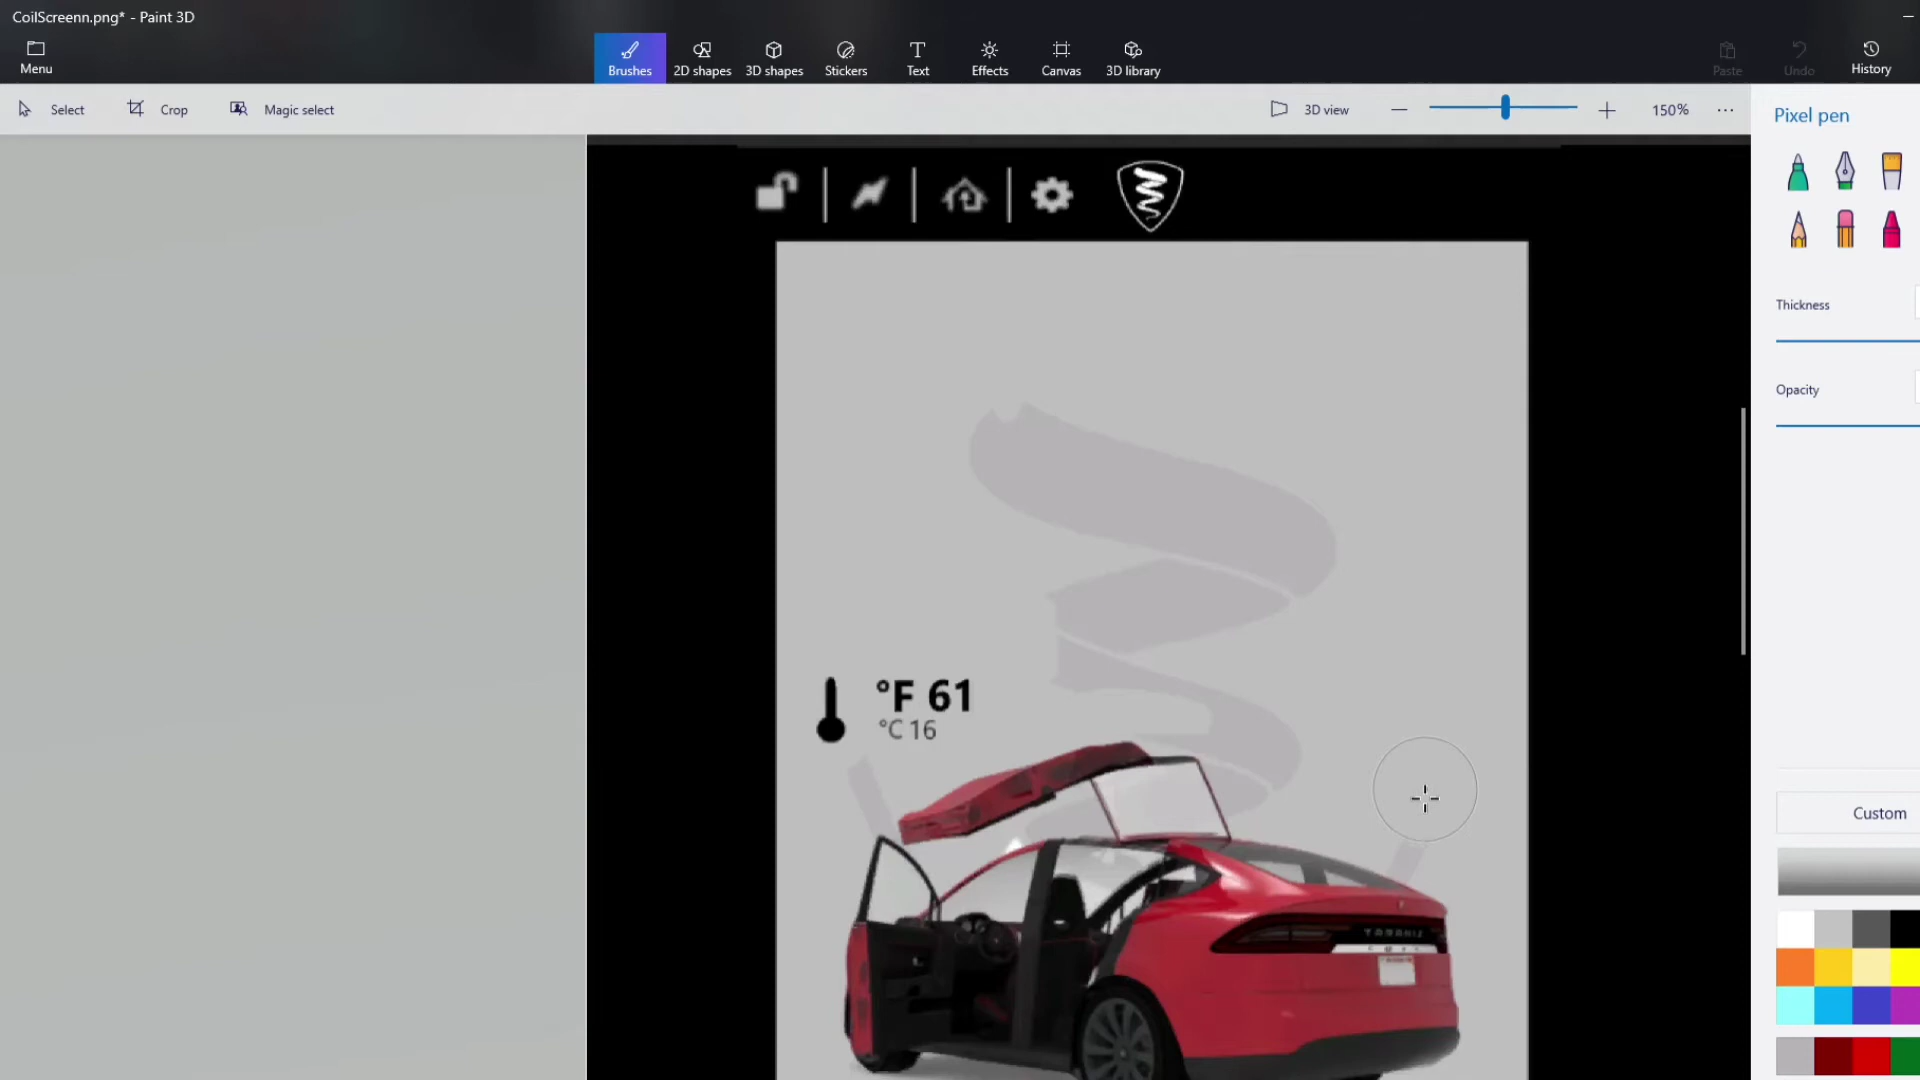 CoilScreenn.png* - Paint 3D
Menu
Brushes
2D shapes
3D shapes
Stickers
Text
Effects
Canvas
3D library
Paste
Undo
History
Select
Crop
Magic select
3D view
150%
Pixel pen
Thickness
Opacity
Custom
°F 61
°C 16